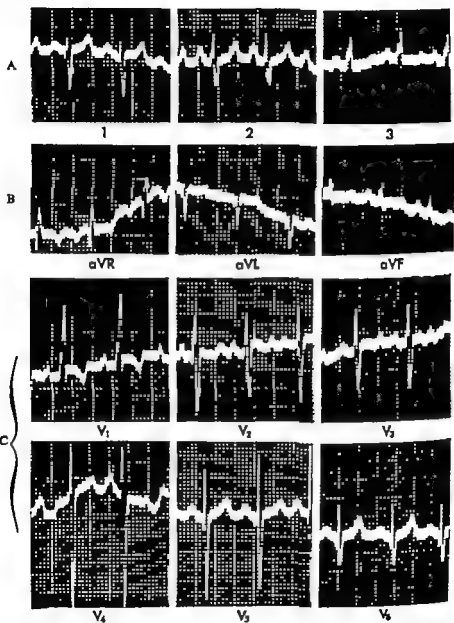 A
1 2 3
B
aVR aVL aVF
V₁ V₂ V₃
C
V₄ V₅ V₆